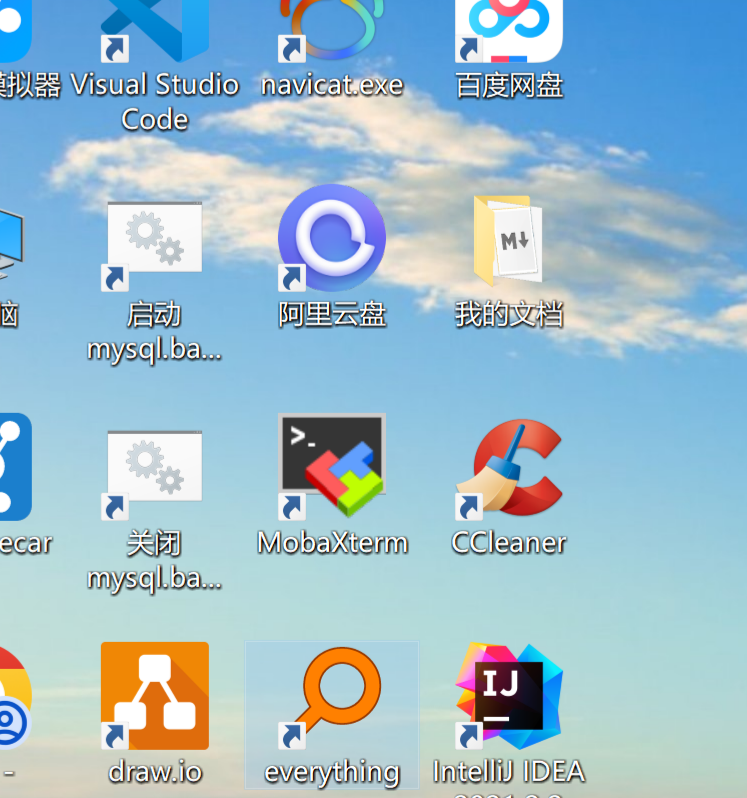 模拟器 Visual Studio Code navicat.exe 百度网盘
脑 启动 mysql.ba... 阿里云盘 M↓ 我的文档
ecar 关闭 mysql.ba... >_ MobaXterm CCleaner
- draw.io everything IJ IntelliJ IDEA